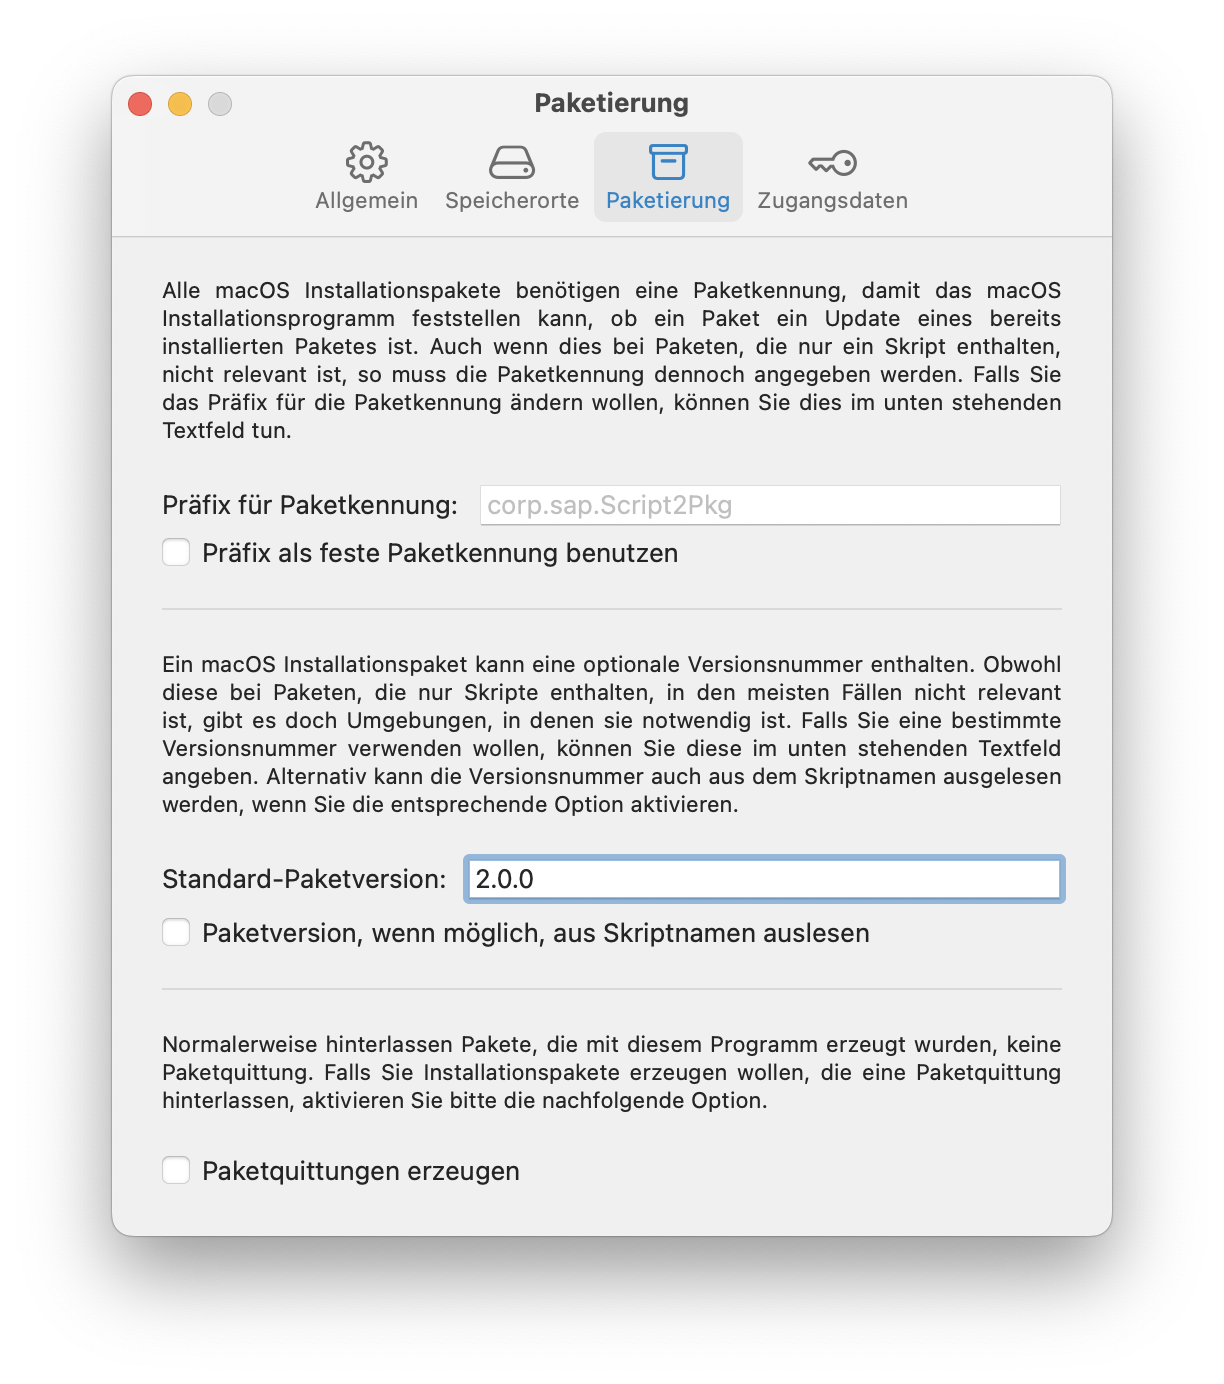 Paketierung
Allgemein Speicherorte Paketierung Zugangsdaten
Alle macOS Installationspakete benötigen eine Paketkennung, damit das macOS
Installationsprogramm feststellen kann, ob ein Paket ein Update eines bereits
installierten Paketes ist. Auch wenn dies bei Paketen, die nur ein Skript enthalten,
nicht relevant ist, so muss die Paketkennung dennoch angegeben werden. Falls Sie
das Präfix für die Paketkennung ändern wollen, können Sie dies im unten stehenden
Textfeld tun.
Präfix für Paketkennung: corp.sap.Script2Pkg
Präfix als feste Paketkennung benutzen
Ein macOS Installationspaket kann eine optionale Versionsnummer enthalten. Obwohl
diese bei Paketen, die nur Skripte enthalten, in den meisten Fällen nicht relevant
ist, gibt es doch Umgebungen, in denen sie notwendig ist. Falls Sie eine bestimmte
Versionsnummer verwenden wollen, können Sie diese im unten stehenden Textfeld
angeben. Alternativ kann die Versionsnummer auch aus dem Skriptnamen ausgelesen
werden, wenn Sie die entsprechende Option aktivieren.
Standard-Paketversion: 2.0.0
Paketversion, wenn möglich, aus Skriptnamen auslesen
Normalerweise hinterlassen Pakete, die mit diesem Programm erzeugt wurden, keine
Paketquittung. Falls Sie Installationspakete erzeugen wollen, die eine Paketquittung
hinterlassen, aktivieren Sie bitte die nachfolgende Option.
Paketquittungen erzeugen